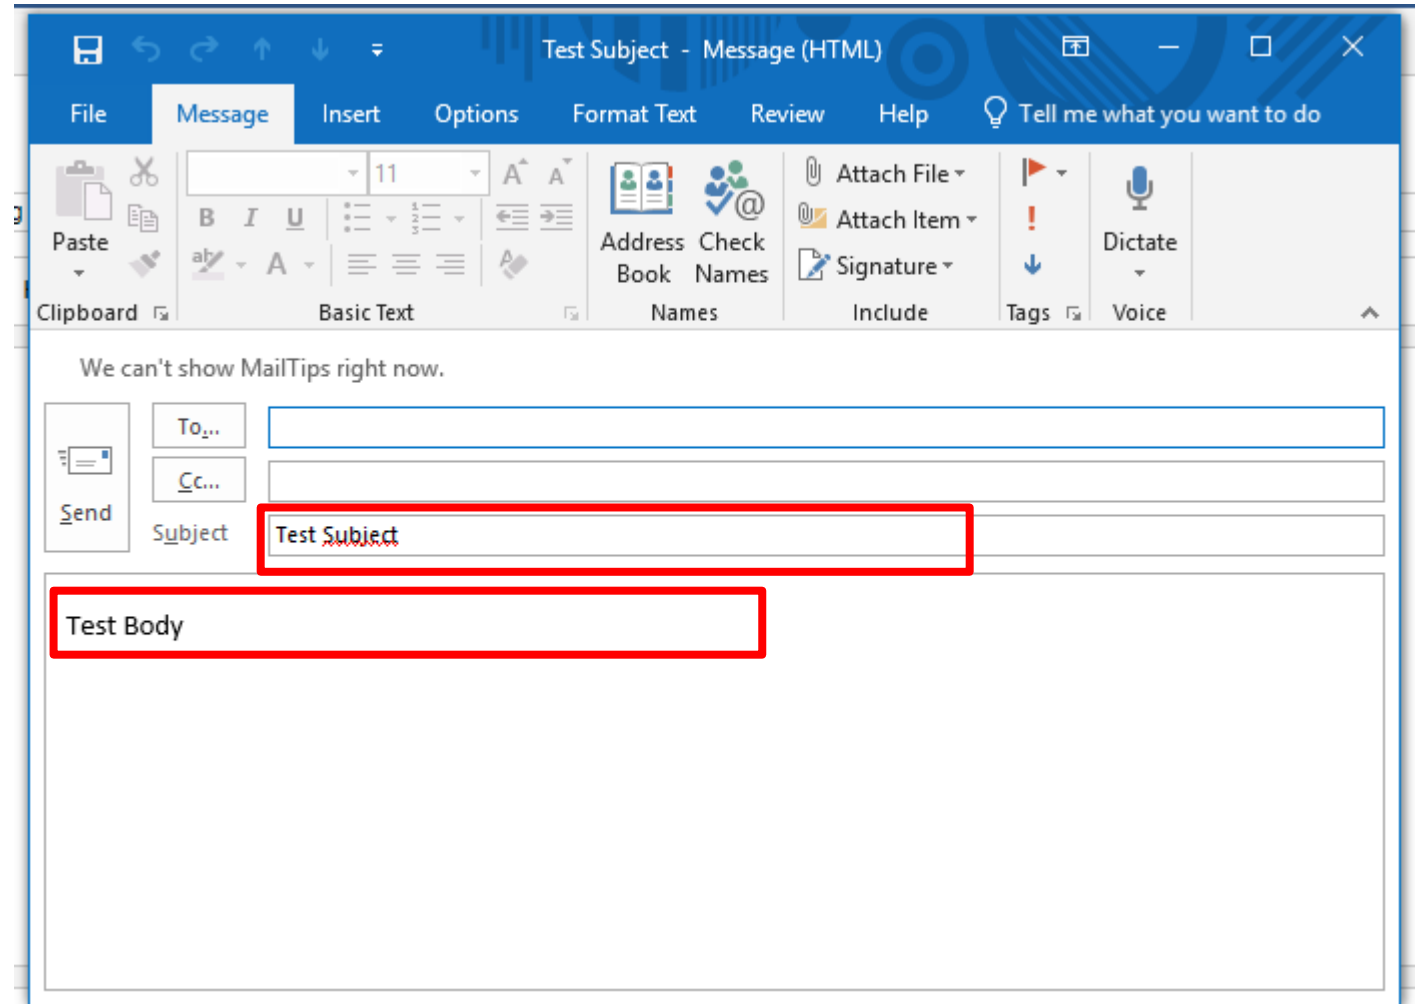 Test Subject - Message (HTML)
File Message Insert Options Format Text Review Help Tell me what you want to do
11 A A
Attach File
B I U
Attach Item
Paste
Address Book
Check Names
Dictate
ab A
Signature
Clipboard Basic Text Names Include Tags Voice
We can't show MailTips right now.
To...
Cc...
Send
Subject Test Subject
Test Body